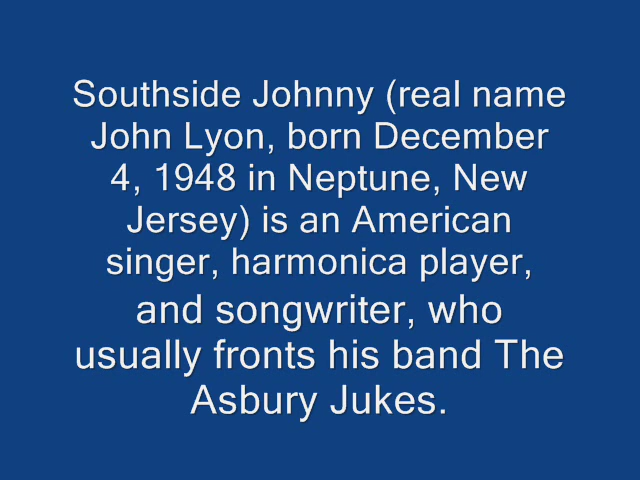 Southside Johnny (real name
John Lyon, born December
4, 1948 in Neptune, New
Jersey) is an American
singer, harmonica player,
and songwriter, who
usually fronts his band The
Asbury Jukes.